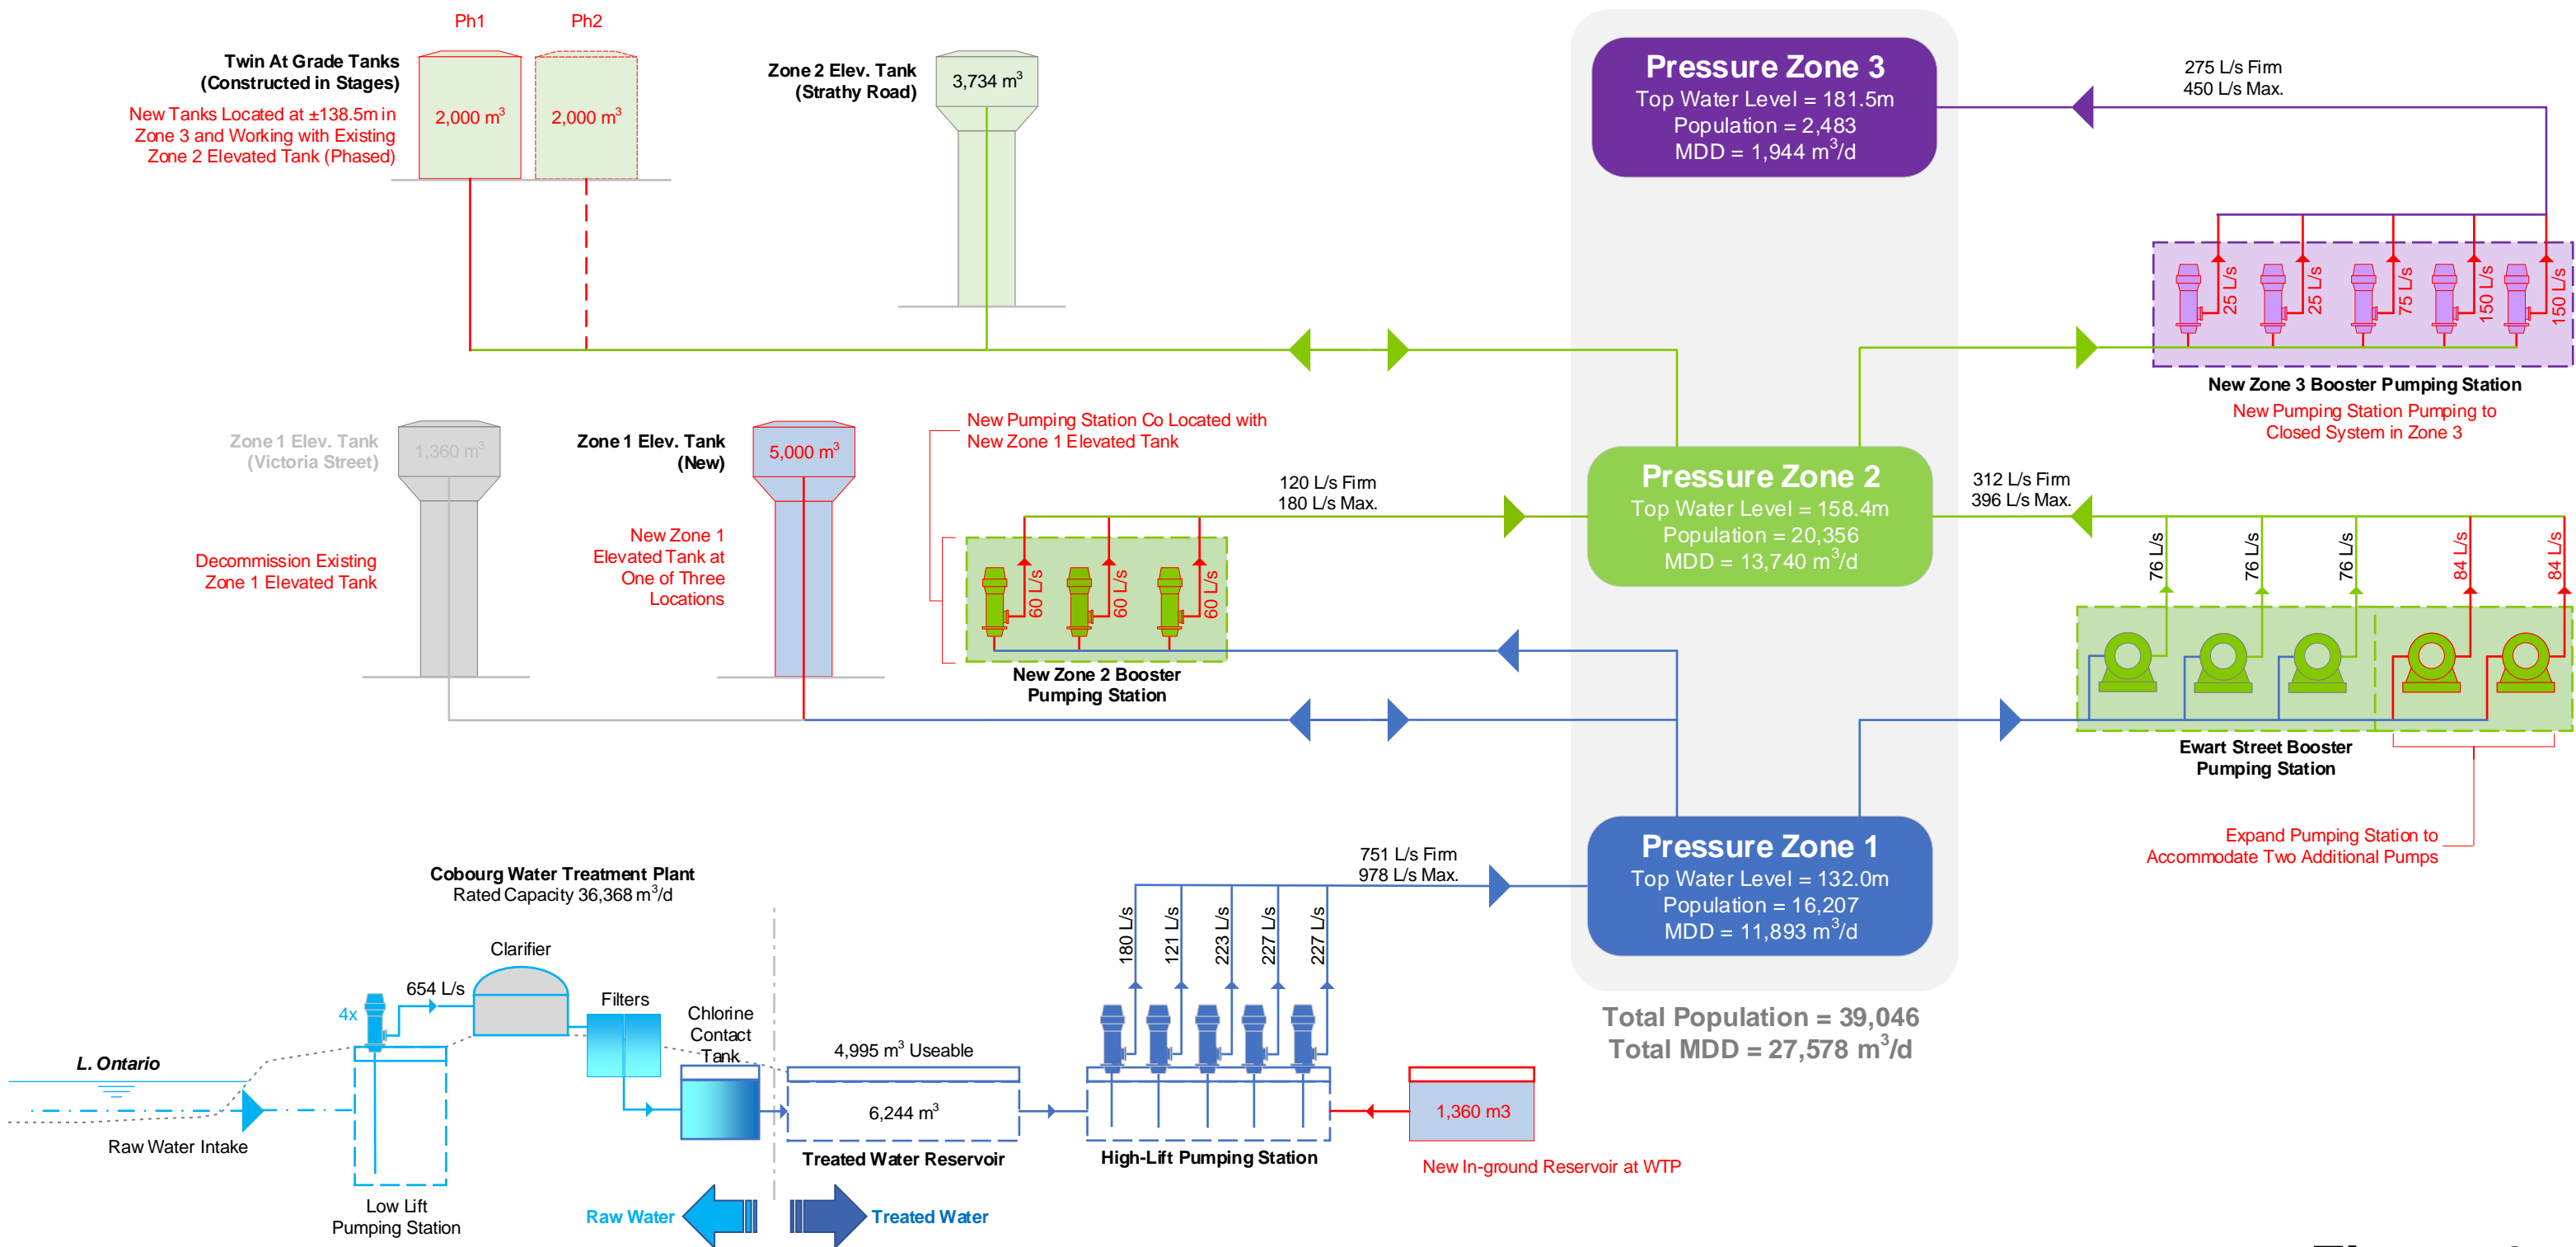 Ph1
Ph2
Twin At Grade Tanks
(Constructed in Stages)
New Tanks Located at ±138.5m in
Zone 3 and Working with Existing
Zone 2 Elevated Tank (Phased)
2,000 m³
2,000 m³
Zone 2 Elev. Tank
(Strathy Road)
3,734 m³
Pressure Zone 3
Top Water Level = 181.5m
Population = 2,483
MDD = 1,944 m³/d
275 L/s Firm
450 L/s Max.
25 L/s
25 L/s
75 L/s
150 L/s
150 L/s
New Zone 3 Booster Pumping Station
New Pumping Station Pumping to
Closed System in Zone 3
Zone 1 Elev. Tank
(Victoria Street)
1,360 m³
Decommission Existing
Zone 1 Elevated Tank
Zone 1 Elev. Tank
(New)
5,000 m³
New Zone 1
Elevated Tank at
One of Three
Locations
New Pumping Station Co Located with
New Zone 1 Elevated Tank
120 L/s Firm
180 L/s Max.
60 L/s
60 L/s
60 L/s
New Zone 2 Booster
Pumping Station
Pressure Zone 2
Top Water Level = 158.4m
Population = 20,356
MDD = 13,740 m³/d
312 L/s Firm
396 L/s Max.
76 L/s
76 L/s
76 L/s
84 L/s
84 L/s
Ewart Street Booster
Pumping Station
Expand Pumping Station to
Accommodate Two Additional Pumps
Pressure Zone 1
Top Water Level = 132.0m
Population = 16,207
MDD = 11,893 m³/d
751 L/s Firm
978 L/s Max.
180 L/s
121 L/s
223 L/s
227 L/s
227 L/s
Total Population = 39,046
Total MDD = 27,578 m³/d
Cobourg Water Treatment Plant
Rated Capacity 36,368 m³/d
Clarifier
654 L/s
4x
Filters
Chlorine
Contact
Tank
L. Ontario
Raw Water Intake
Low Lift
Pumping Station
4,995 m³ Useable
6,244 m³
Treated Water Reservoir
High-Lift Pumping Station
1,360 m3
New In-ground Reservoir at WTP
Raw Water
Treated Water